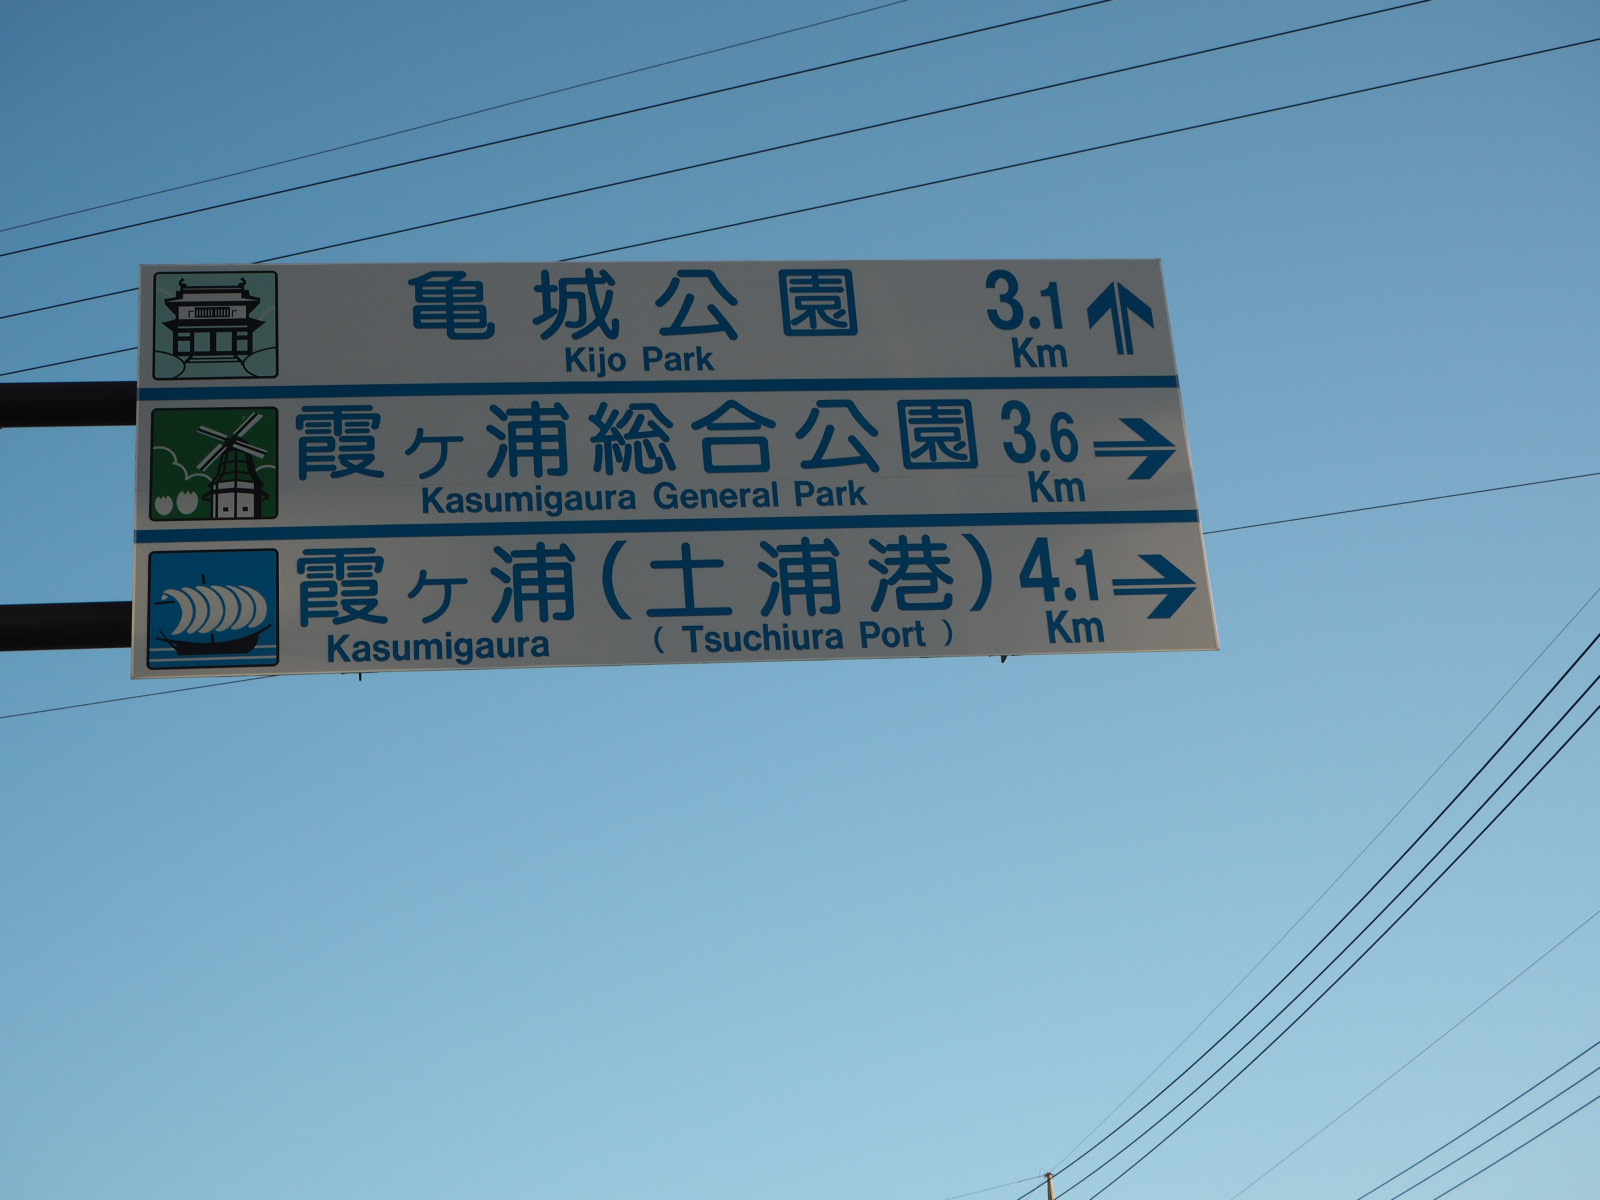 亀城公園 3.1
Kijo Park Km
霞ヶ浦総合公園 3.6
Kasumigaura General Park Km
霞ヶ浦(土浦港) 4.1
Kasumigaura ( Tsuchiura Port ) Km